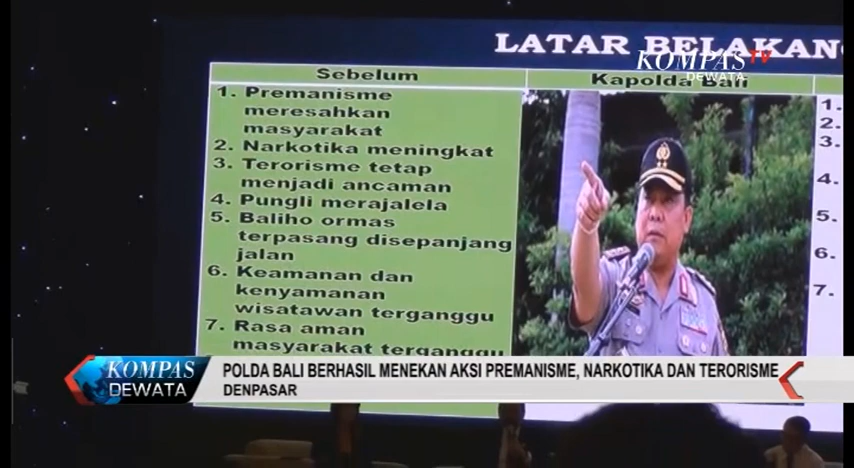 LATAR BELAKANG
KOMPAS TV
DEWATA
Sebelum
Kapolda Bali
1. Premanisme
meresahkan
masyarakat
2. Narkotika meningkat
3. Terorisme tetap
menjadi ancaman
4. Pungli merajalela
5. Baliho ormas
terpasang disepanjang
jalan
6. Keamanan dan
kenyamanan
wisatawan terganggu
7. Rasa aman
masyarakat terganggu
1.
2.
3.
4.
5.
6.
7.
KOMPAS
DEWATA
POLDA BALI BERHASIL MENEKAN AKSI PREMANISME, NARKOTIKA DAN TERORISME
DENPASAR